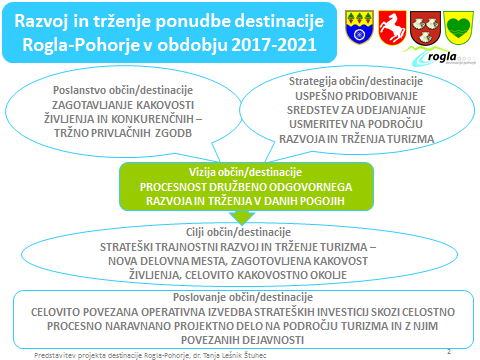 Razvoj in trženje ponudbe destinacije
Rogla-Pohorje v obdobju 2017-2021
rogla
Poslanstvo občin/destinacije
ZAGOTAVLJANJE KAKOVOSTI
ŽIVLJENJA IN KONKURENČNIH –
TRŽNO PRIVLAČNIH ZGODB
Strategija občin/destinacije
USPEŠNO PRIDOBIVANJE
SREDSTEV ZA UDEJANJANJE
USMERITEV NA PODROČJU
RAZVOJA IN TRŽENJA TURIZMA
Vizija občin/destinacije
PROCESNOST DRUŽBENO ODGOVORNEGA
RAZVOJA IN TRŽENJA V DANIH POGOJIH
Cilji občin/destinacije
STRATEŠKI TRAJNOSTNI RAZVOJ IN TRŽENJE TURIZMA –
NOVA DELOVNA MESTA, ZAGOTOVLJENA KAKOVOST
ŽIVLJENJA, CELOVITO KAKOVOSTNO OKOLJE
Poslovanje občin/destinacije
CELOVITO POVEZANA OPERATIVNA IZVEDBA STRATEŠKIH INVESTICIJ SKOZI CELOSTNO
PROCESNO NARAVNANO PROJEKTNO DELO NA PODROČJU TURIZMA IN Z NJIM
POVEZANIH DEJAVNOSTI
Predstavitev projekta destinacije Rogla-Pohorje, dr. Tanja Lešnik Štuhec
2